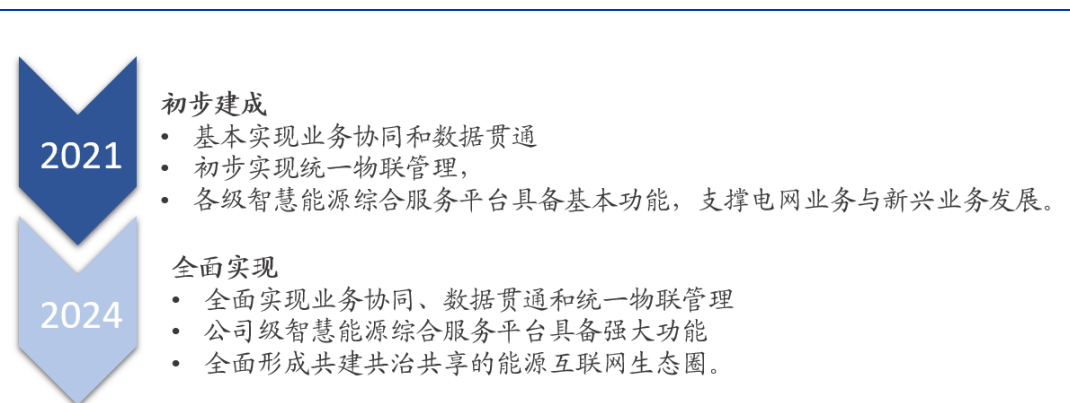 2021
初步建成
• 基本实现业务协同和数据贯通
• 初步实现统一物联管理，
• 各级智慧能源综合服务平台具备基本功能，支撑电网业务与新兴业务发展。
2024
全面实现
• 全面实现业务协同、数据贯通和统一物联管理
• 公司级智慧能源综合服务平台具备强大功能
• 全面形成共建共治共享的能源互联网生态圈。